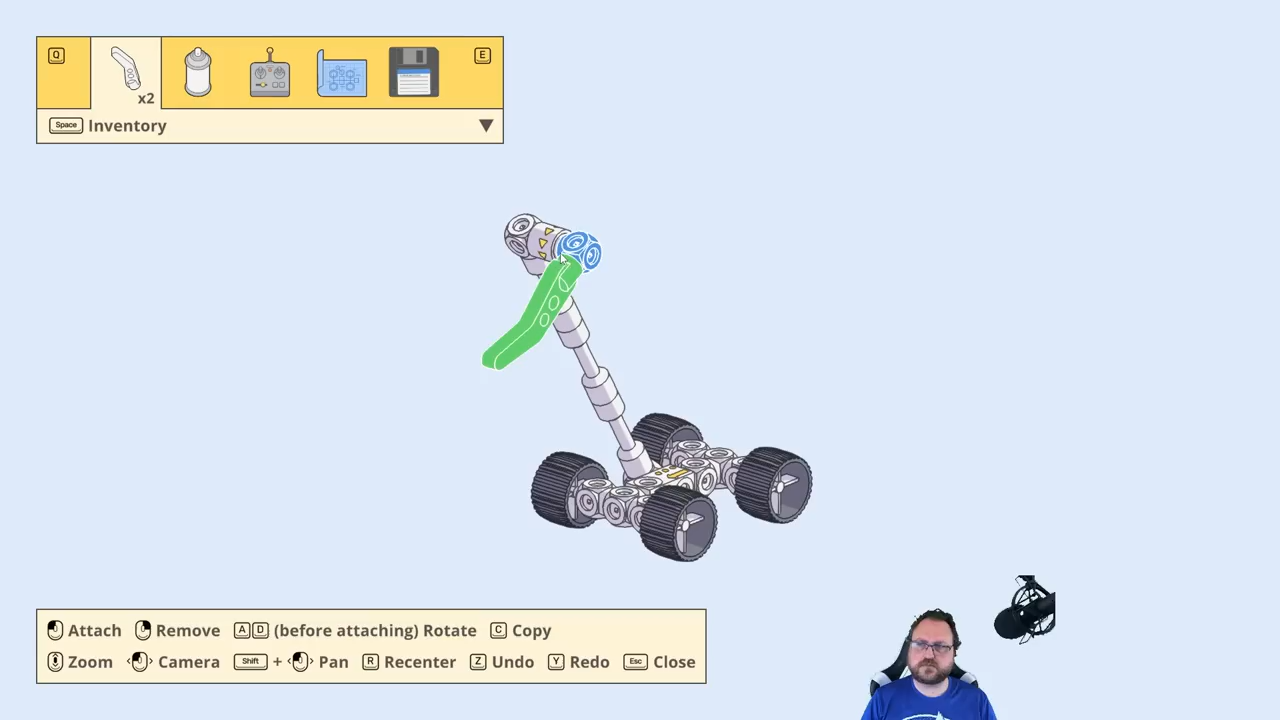 Q
E
x2
Space Inventory
Attach Remove A D (before attaching) Rotate C Copy
Zoom Camera Shift + Pan R Recenter Z Undo Y Redo Esc Close